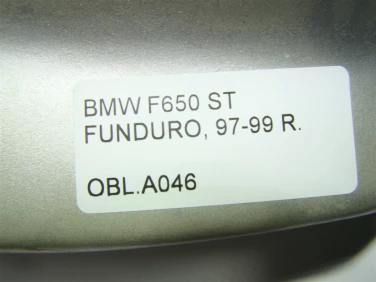 BMW F650 ST
FUNDURO, 97-99 R.
OBL.A046